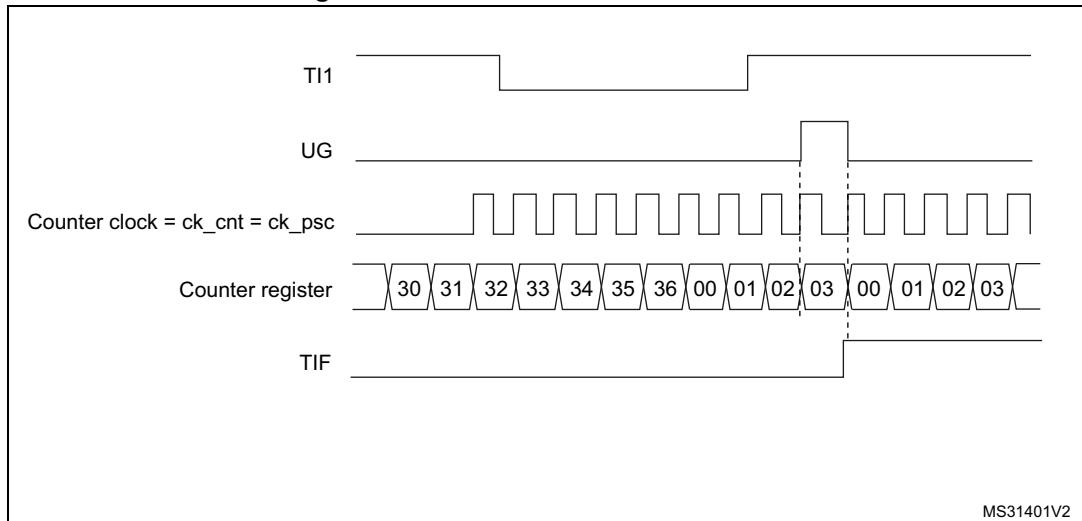 TI1
UG
Counter clock = ck_cnt = ck_psc
Counter register 30 31 32 33 34 35 36 00 01 02 03 00 01 02 03
TIF
MS31401V2